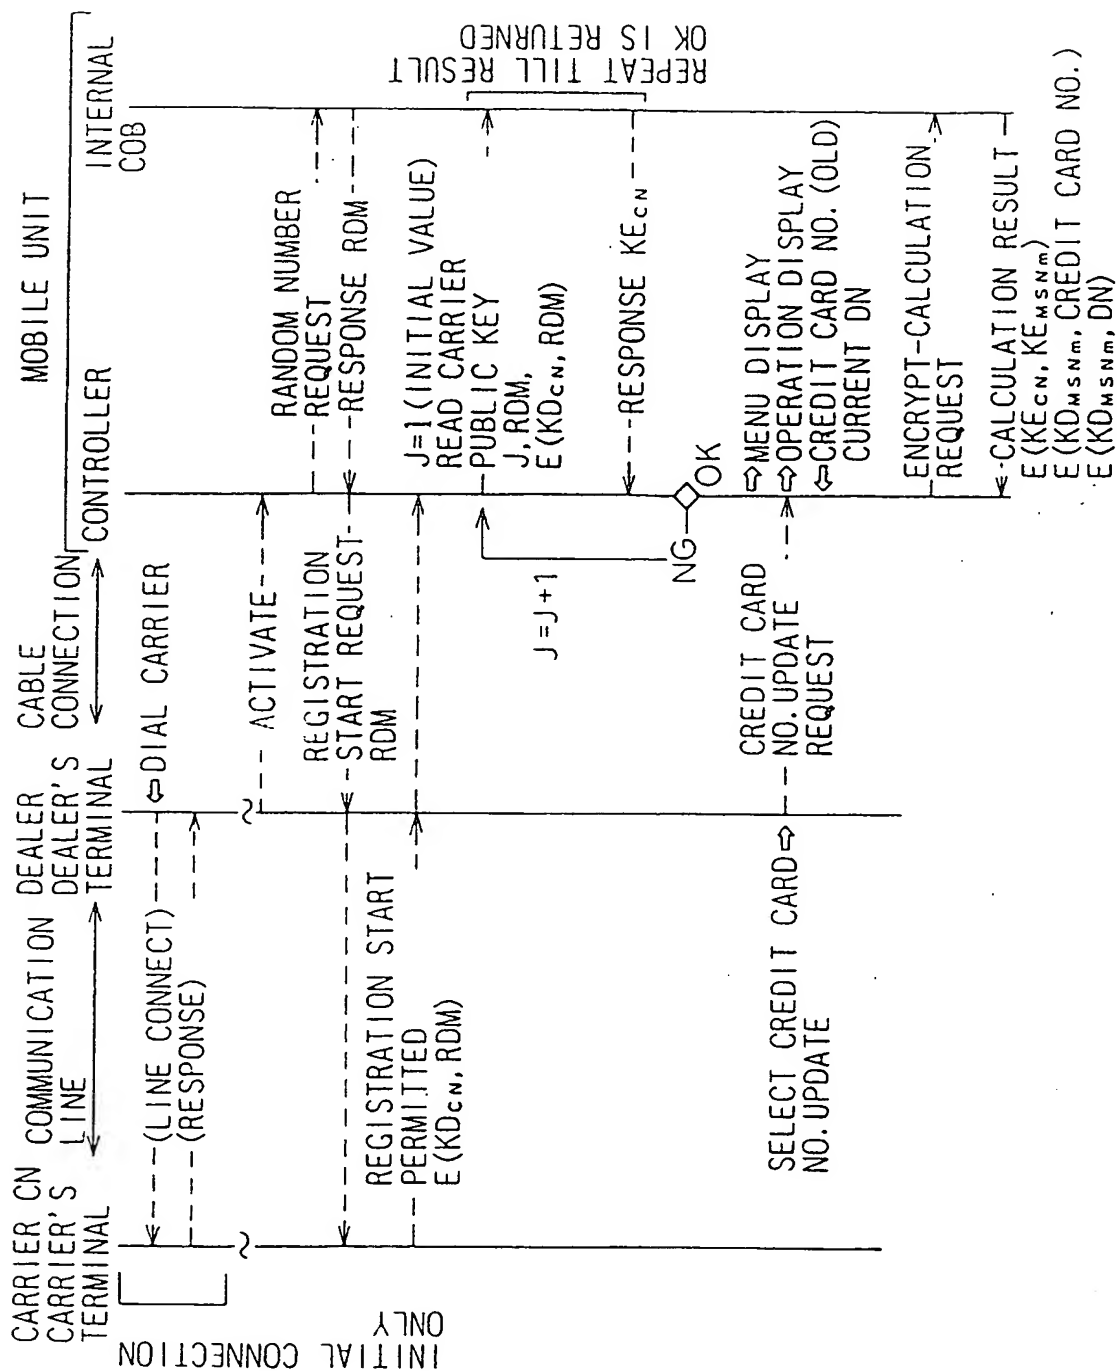 CARRIER CN
CARRIER'S
TERMINAL
COMMUNICATION
LINE
DEALER
DEALER'S
TERMINAL
CABLE
CONNECTION
MOBILE UNIT
CONTROLLER
INTERNAL
COB
INITIAL CONNECTION
ONLY
(LINE CONNECT)
(RESPONSE)
DIAL CARRIER
ACTIVATE
RANDOM NUMBER
REQUEST
RESPONSE RDM
REGISTRATION
START REQUEST
RDM
REGISTRATION START
PERMITTED
E(KDCN, RDM)
J=1(INITIAL VALUE)
READ CARRIER
PUBLIC KEY
J, RDM,
E(KDCN, RDM)
REPEAT TILL RESULT
OK IS RETURNED
RESPONSE KECN
J=J+1
NG
OK
SELECT CREDIT CARD
NO. UPDATE
CREDIT CARD
NO. UPDATE
REQUEST
MENU DISPLAY
OPERATION DISPLAY
CREDIT CARD NO. (OLD)
CURRENT DN
ENCRYPT-CALCULATION
REQUEST
CALCULATION RESULT
E(KECN, KEMSNm)
E(KDMSNm, CREDIT CARD NO.)
E(KDMSNm, DN)